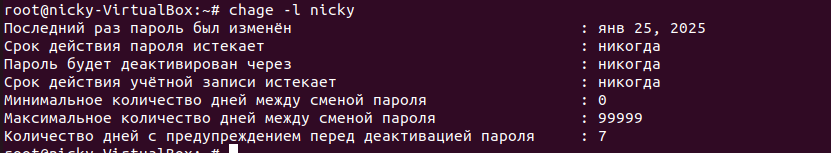 root@nicky-VirtualBox:~# chage -l nicky
Последний раз пароль был изменён : янв 25, 2025
Срок действия пароля истекает : никогда
Пароль будет деактивирован через : никогда
Срок действия учётной записи истекает : никогда
Минимальное количество дней между сменой пароля : 0
Максимальное количество дней между сменой пароля : 99999
Количество дней с предупреждением перед деактивацией пароля : 7
root@nicky-VirtualBox:~#